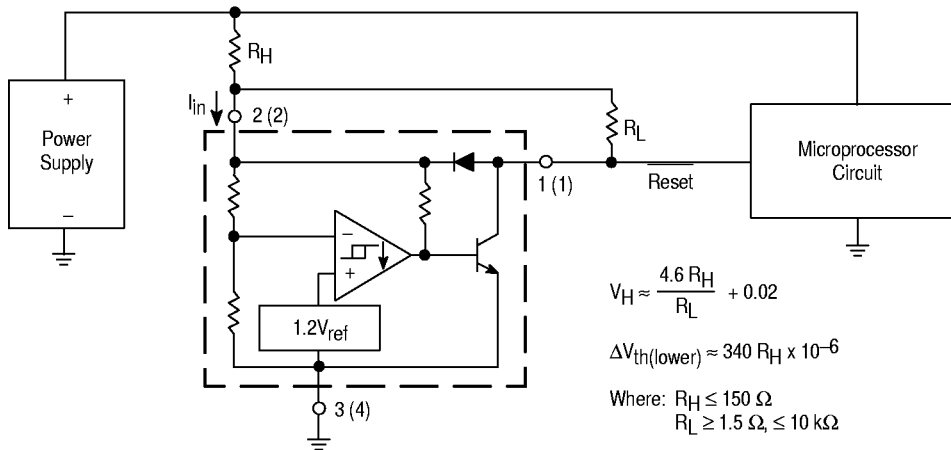 R_H
I_in
2 (2)
+
Power
Supply
–
R_L
Microprocessor
Circuit
1 (1)
Reset
–
+
1.2V_ref
3 (4)
V_H ≈ 4.6 R_H / R_L + 0.02
ΔV_th(lower) ≈ 340 R_H x 10^–6
Where: R_H ≤ 150 Ω
R_L ≥ 1.5 Ω, ≤ 10 kΩ